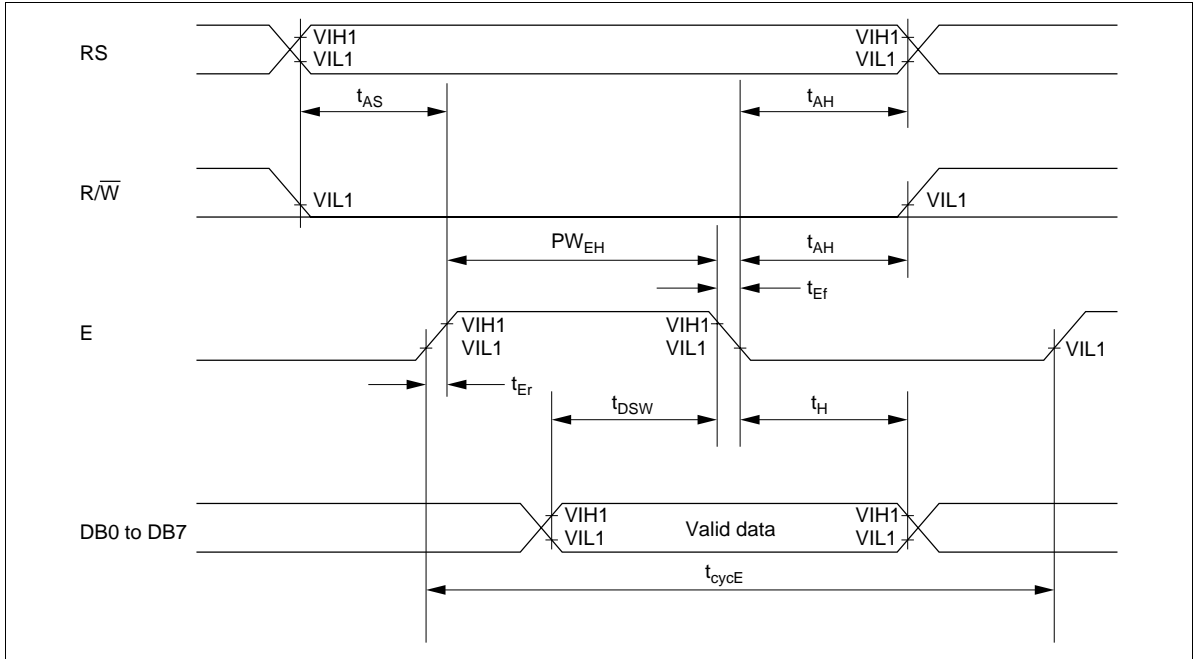 RS
VIH1
VIL1
VIH1
VIL1
tAS
tAH
R/W̅
VIL1
VIL1
PWEH
tAH
tEf
E
VIH1
VIL1
VIH1
VIL1
VIL1
tEr
tDSW
tH
DB0 to DB7
VIH1
VIL1
Valid data
VIH1
VIL1
tcycE